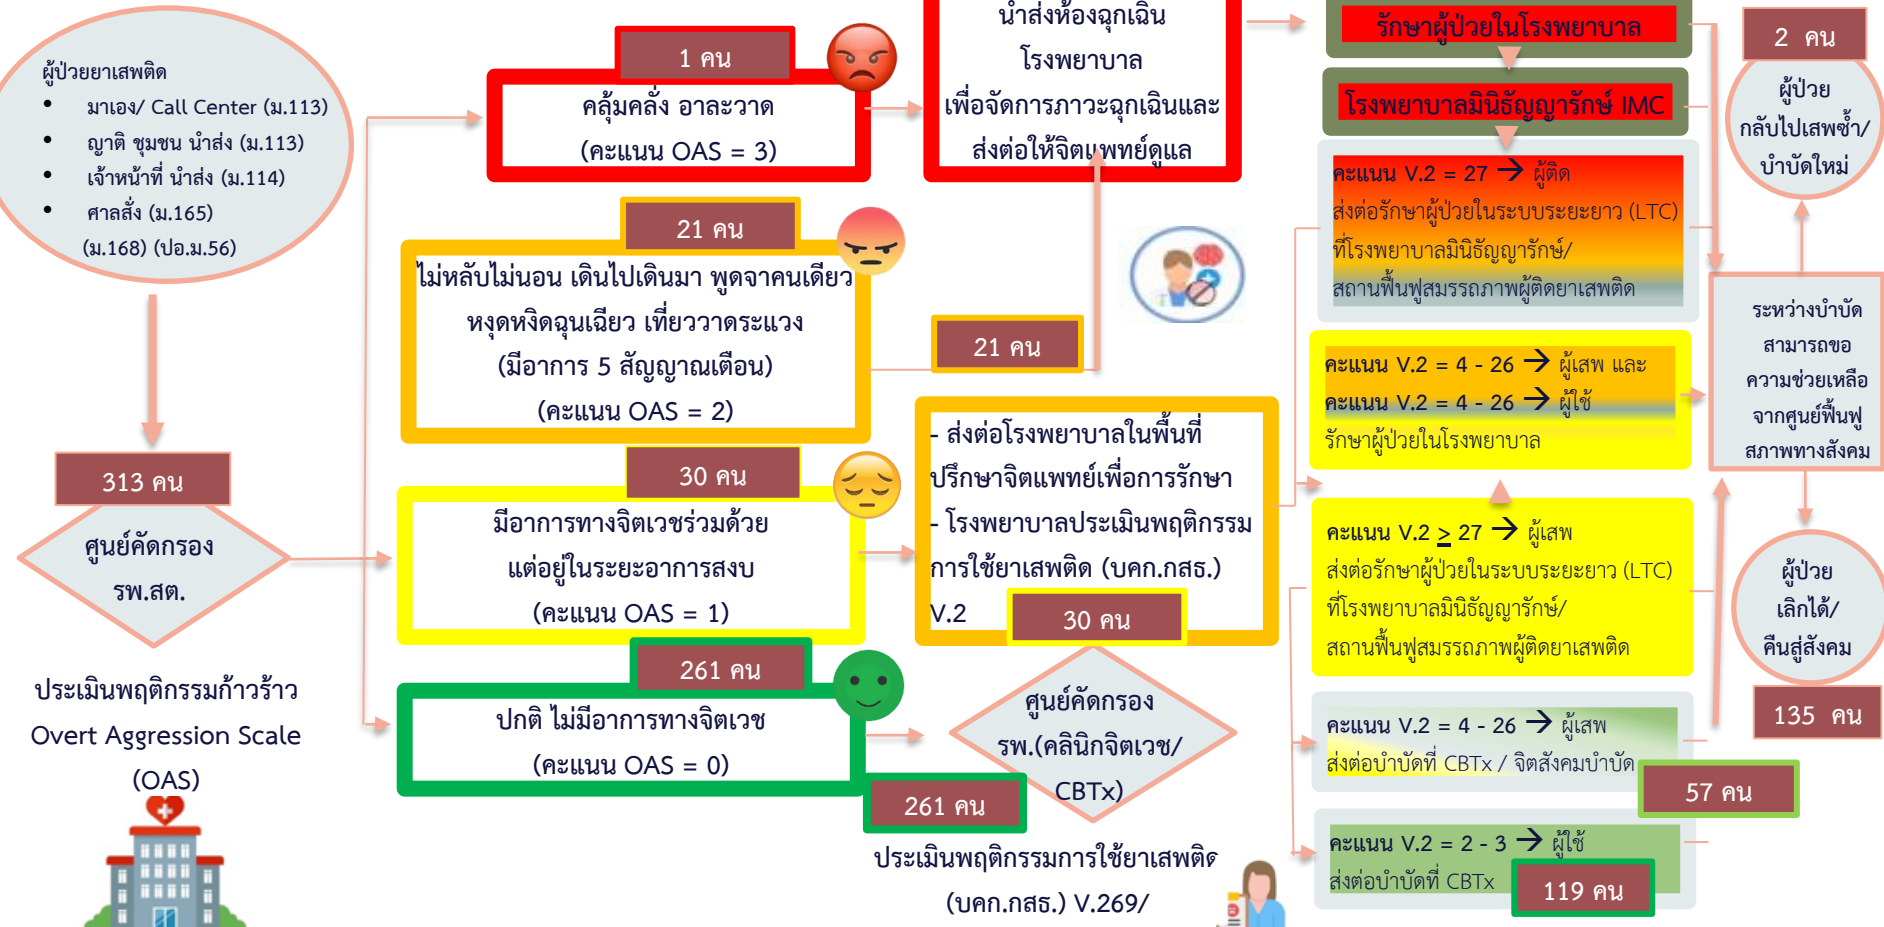 ผู้ป่วยยาเสพติด
• มาเอง/ Call Center (ม.113)
• ญาติ ชุมชน นำส่ง (ม.113)
• เจ้าหน้าที่ นำส่ง (ม.114)
• ศาลสั่ง (ม.165)
(ม.168) (ปอ.ม.56)
313 คน
ศูนย์คัดกรอง
รพ.สต.
ประเมินพฤติกรรมก้าวร้าว
Overt Aggression Scale
(OAS)
1 คน
คลุ้มคลั่ง อาละวาด
(คะแนน OAS = 3)
21 คน
ไม่หลับไม่นอน เดินไปเดินมา พูดจาคนเดียว
หงุดหงิดฉุนเฉียว เที่ยววาดระแวง
(มีอาการ 5 สัญญาณเตือน)
(คะแนน OAS = 2)
30 คน
มีอาการทางจิตเวชร่วมด้วย
แต่อยู่ในระยะอาการสงบ
(คะแนน OAS = 1)
261 คน
ปกติ ไม่มีอาการทางจิตเวช
(คะแนน OAS = 0)
261 คน
นำส่งห้องฉุกเฉิน
โรงพยาบาล
เพื่อจัดการภาวะฉุกเฉินและ
ส่งต่อให้จิตแพทย์ดูแล
21 คน
- ส่งต่อโรงพยาบาลในพื้นที่
ปรึกษาจิตแพทย์เพื่อการรักษา
- โรงพยาบาลประเมินพฤติกรรม
การใช้ยาเสพติด (บคก.กสธ.)
V.2
30 คน
ศูนย์คัดกรอง
รพ.(คลินิกจิตเวช/
CBTx)
ประเมินพฤติกรรมการใช้ยาเสพติด
(บคก.กสธ.) V.269/
รักษาผู้ป่วยในโรงพยาบาล
โรงพยาบาลมินิธัญญารักษ์ IMC
คะแนน V.2 = 27 → ผู้ติด
ส่งต่อรักษาผู้ป่วยในระบบระยะยาว (LTC)
ที่โรงพยาบาลมินิธัญญารักษ์/
สถานฟื้นฟูสมรรถภาพผู้ติดยาเสพติด
คะแนน V.2 = 4 - 26 → ผู้เสพ และ
คะแนน V.2 = 4 - 26 → ผู้ใช้
รักษาผู้ป่วยในโรงพยาบาล
คะแนน V.2 ≥ 27 → ผู้เสพ
ส่งต่อรักษาผู้ป่วยในระบบระยะยาว (LTC)
ที่โรงพยาบาลมินิธัญญารักษ์/
สถานฟื้นฟูสมรรถภาพผู้ติดยาเสพติด
คะแนน V.2 = 4 - 26 → ผู้เสพ
ส่งต่อบำบัดที่ CBTx / จิตสังคมบำบัด
57 คน
คะแนน V.2 = 2 - 3 → ผู้ใช้
ส่งต่อบำบัดที่ CBTx
119 คน
2 คน
ผู้ป่วย
กลับไปเสพซ้ำ/
บำบัดใหม่
ระหว่างบำบัด
สามารถขอ
ความช่วยเหลือ
จากศูนย์ฟื้นฟู
สภาพทางสังคม
ผู้ป่วย
เลิกได้/
คืนสู่สังคม
135 คน